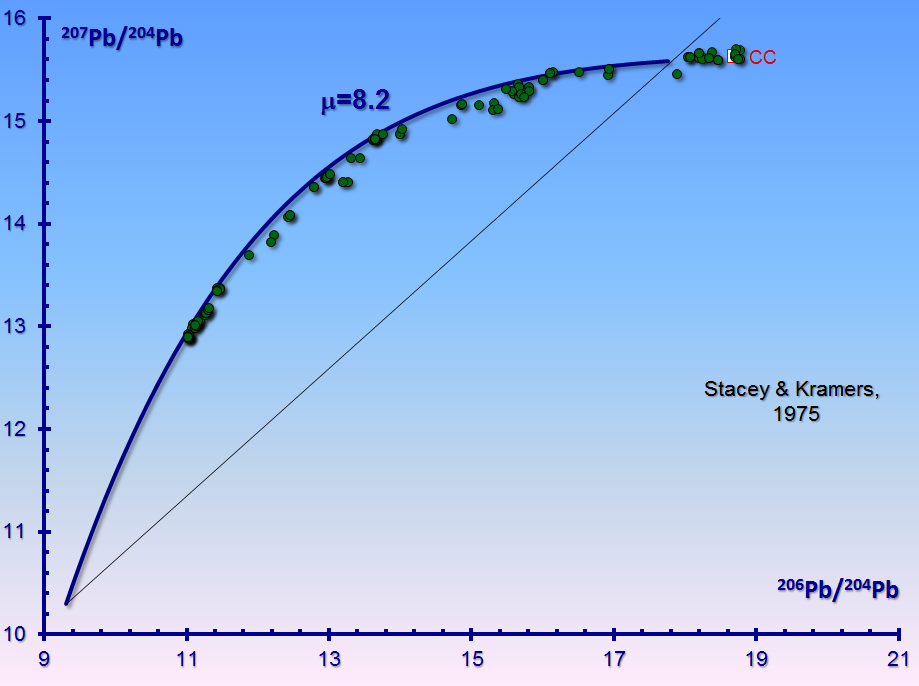 16
²⁰⁷Pb/²⁰⁴Pb
CC
μ=8.2
15
14
13
Stacey & Kramers,
1975
12
11
²⁰⁶Pb/²⁰⁴Pb
10
9 11 13 15 17 19 21